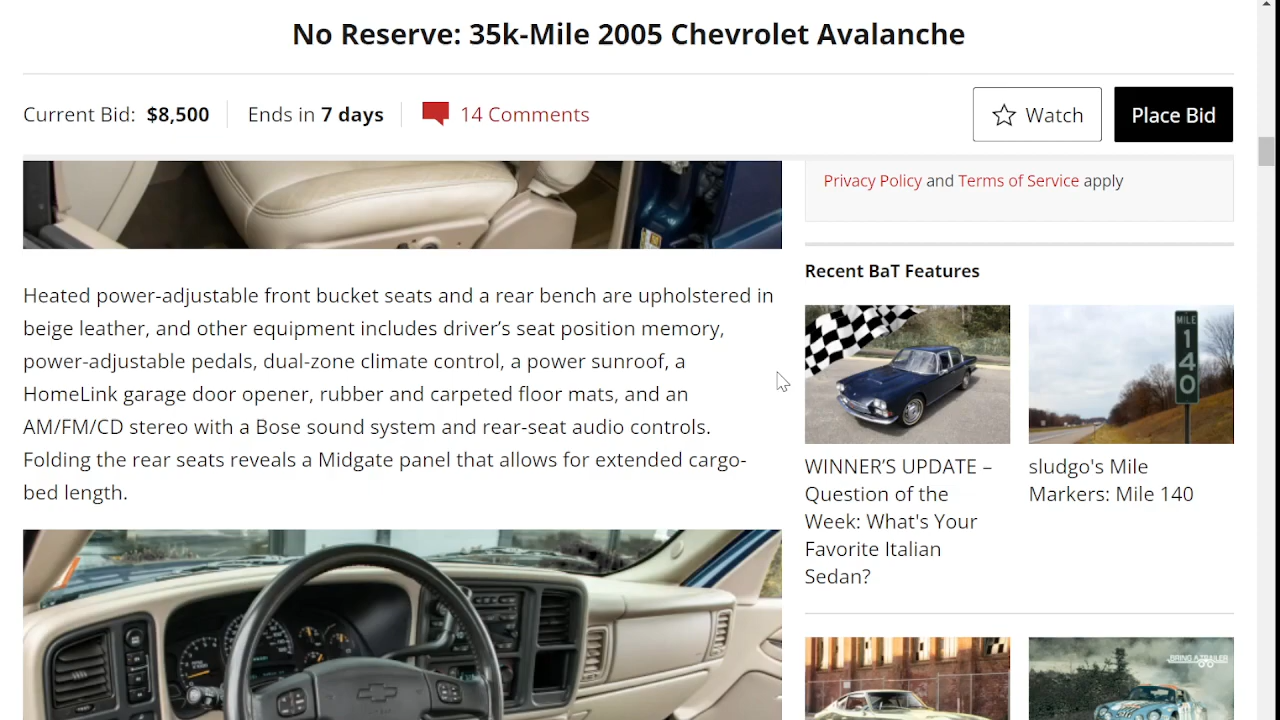 No Reserve: 35k-Mile 2005 Chevrolet Avalanche
Current Bid: $8,500
Ends in 7 days
14 Comments
Watch
Place Bid
Heated power-adjustable front bucket seats and a rear bench are upholstered in
beige leather, and other equipment includes driver’s seat position memory,
power-adjustable pedals, dual-zone climate control, a power sunroof, a
HomeLink garage door opener, rubber and carpeted floor mats, and an
AM/FM/CD stereo with a Bose sound system and rear-seat audio controls.
Folding the rear seats reveals a Midgate panel that allows for extended cargo-
bed length.
Privacy Policy and Terms of Service apply
Recent BaT Features
MILE
1
4
0
WINNER’S UPDATE –
Question of the
Week: What's Your
Favorite Italian
Sedan?
sludgo's Mile
Markers: Mile 140
BRING A TRAILER